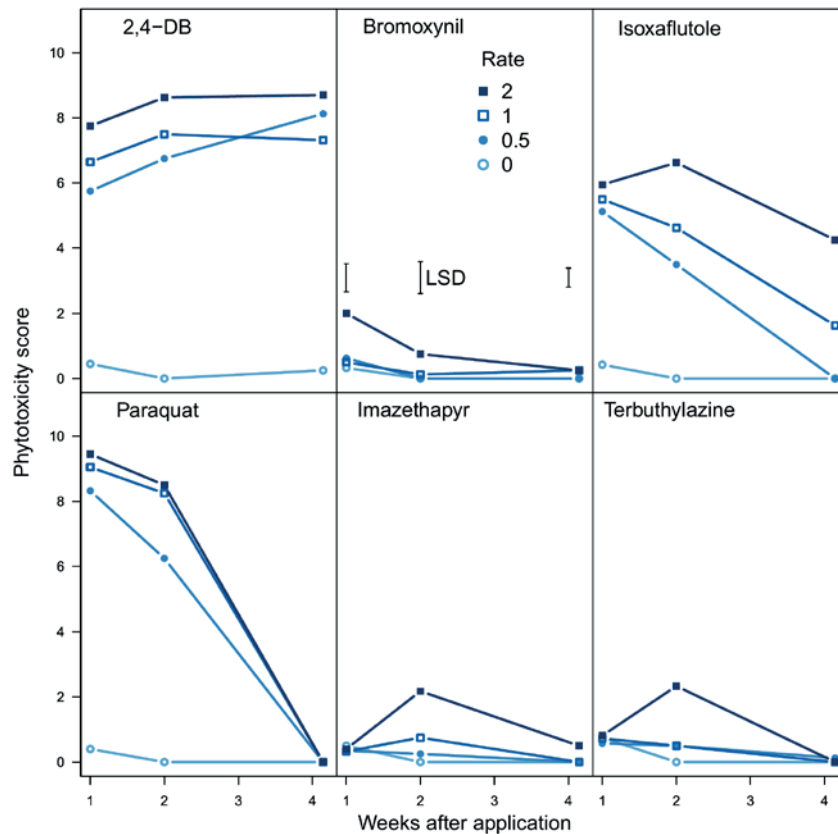 2,4−DB
Bromoxynil
Isoxaflutole
Rate
2
1
0.5
0
LSD
10
8
6
4
2
0
Phytotoxicity score
Paraquat
Imazethapyr
Terbuthylazine
10
8
6
4
2
0
1 2 3 4
1 2 3 4
1 2 3 4
Weeks after application